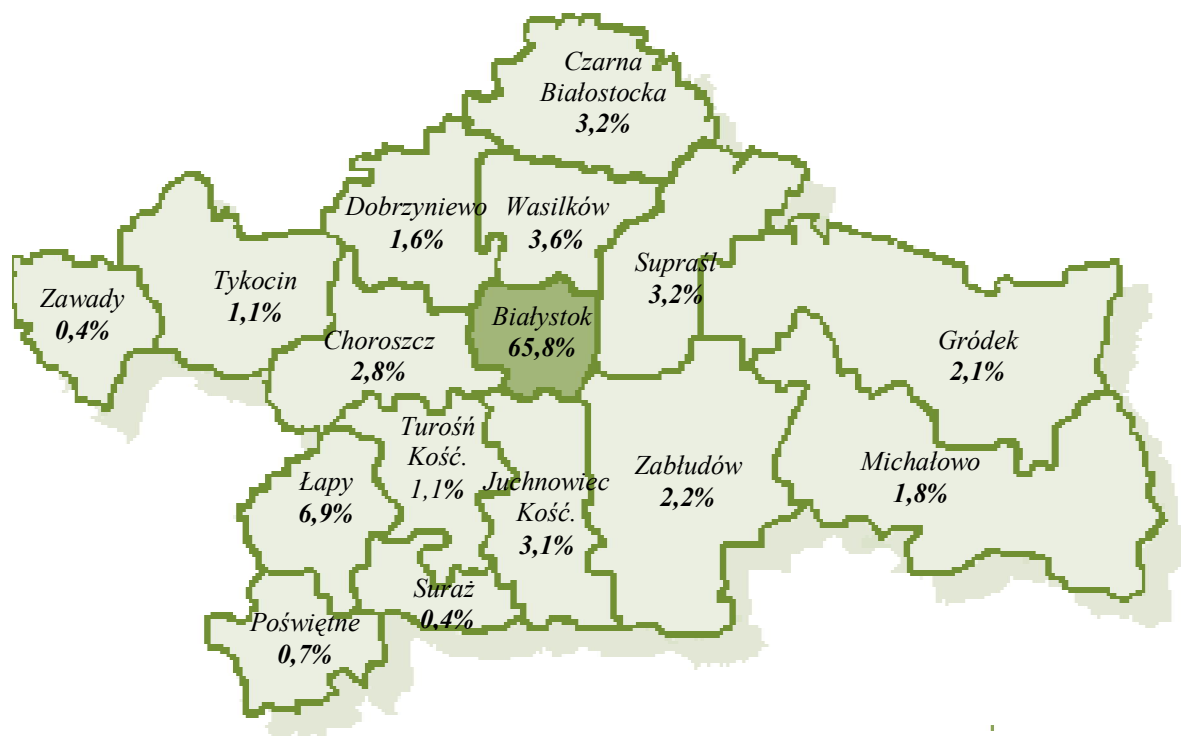 Czarna
Białostocka
3,2%
Dobrzyniewo
1,6%
Wasilków
3,6%
Supraśl
3,2%
Tykocin
1,1%
Zawady
0,4%
Białystok
65,8%
Choroszcz
2,8%
Gródek
2,1%
Turośń
Kość.
1,1%
Łapy
6,9%
Juchnowiec
Kość.
3,1%
Zabłudów
2,2%
Michałowo
1,8%
Suraż
0,4%
Poświętne
0,7%